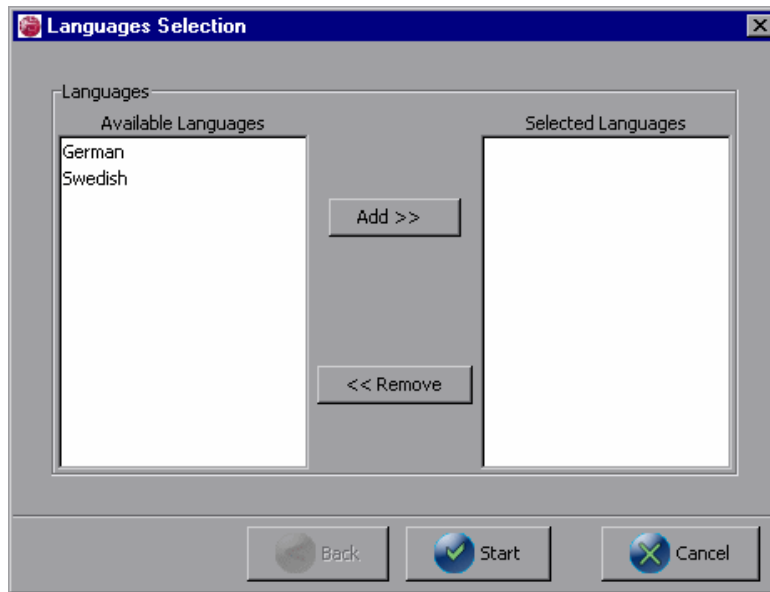 Languages Selection
Languages
Available Languages
Selected Languages
German
Swedish
Add >>
<< Remove
Back
Start
Cancel